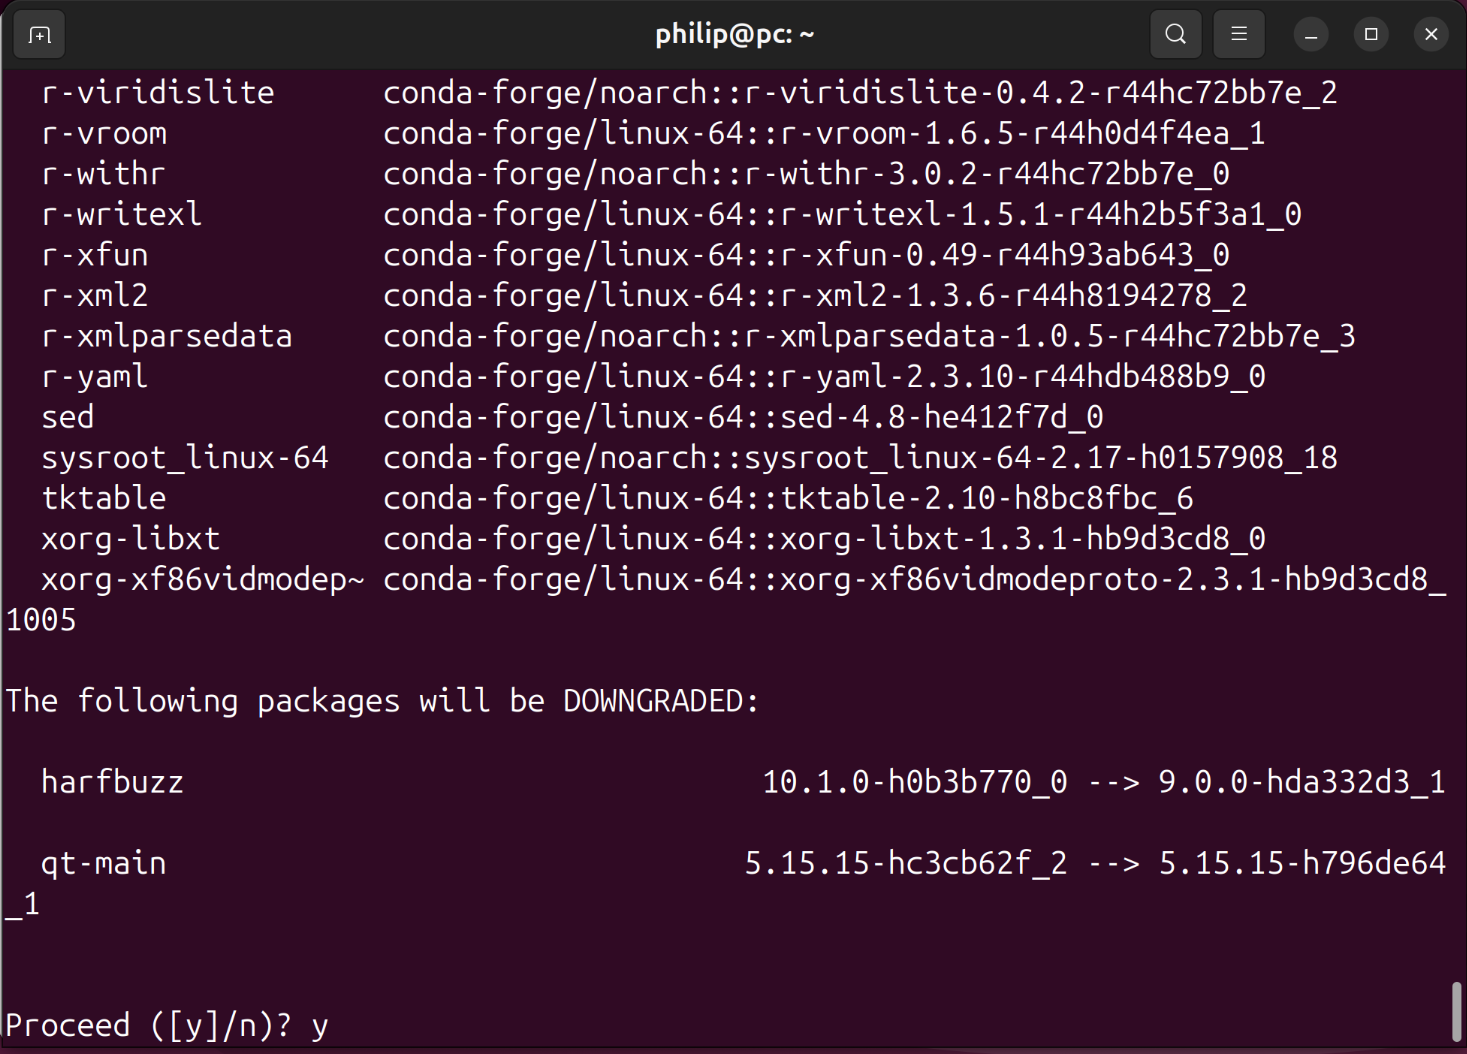 philip@pc: ~
r-viridislite conda-forge/noarch::r-viridislite-0.4.2-r44hc72bb7e_2
r-vroom conda-forge/linux-64::r-vroom-1.6.5-r44h0d4f4ea_1
r-withr conda-forge/noarch::r-withr-3.0.2-r44hc72bb7e_0
r-writexl conda-forge/linux-64::r-writexl-1.5.1-r44h2b5f3a1_0
r-xfun conda-forge/linux-64::r-xfun-0.49-r44h93ab643_0
r-xml2 conda-forge/linux-64::r-xml2-1.3.6-r44h8194278_2
r-xmlparsedata conda-forge/noarch::r-xmlparsedata-1.0.5-r44hc72bb7e_3
r-yaml conda-forge/linux-64::r-yaml-2.3.10-r44hdb488b9_0
sed conda-forge/linux-64::sed-4.8-he412f7d_0
sysroot_linux-64 conda-forge/noarch::sysroot_linux-64-2.17-h0157908_18
tktable conda-forge/linux-64::tktable-2.10-h8bc8fbc_6
xorg-libxt conda-forge/linux-64::xorg-libxt-1.3.1-hb9d3cd8_0
xorg-xf86vidmodep~ conda-forge/linux-64::xorg-xf86vidmodeproto-2.3.1-hb9d3cd8_
1005
The following packages will be DOWNGRADED:
harfbuzz 10.1.0-h0b3b770_0 --> 9.0.0-hda332d3_1
qt-main 5.15.15-hc3cb62f_2 --> 5.15.15-h796de64
_1
Proceed ([y]/n)? y